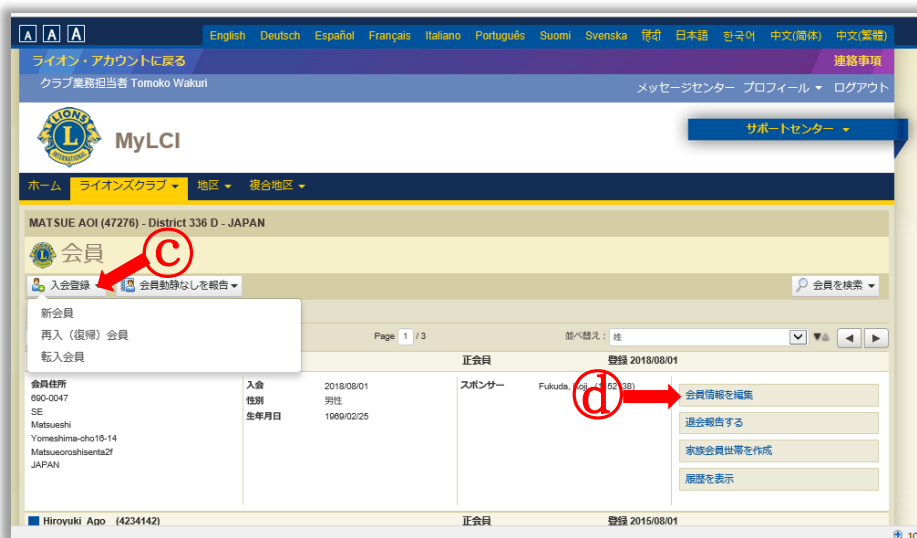 A A A English Deutsch Español Français Italiano Português Suomi Svenska हिंदी 日本語 한국어 中文(简体) 中文(繁體)
ライオン・アカウントに戻る 連絡事項
クラブ業務担当者 Tomoko Wakuri メッセージセンター プロフィール ログアウト
サポートセンター
LIONS L INTERNATIONAL MyLCI
ホーム ライオンズクラブ 地区 複合地区
MATSUE AOI (47276) - District 336 D - JAPAN
会員 c
入会登録 会員動静なしを報告 会員を検索
新会員
再入（復帰）会員
転入会員
Page 1 / 3 並べ替え： 姓
正会員 登録 2018/08/01
会員住所 入会 2018/08/01 スポンサー Fukuda,
690-0047 性別 男性 d 会員情報を編集
SE 生年月日 1969/02/25
Matsueshi 退会報告する
Yomeshima-cho16-14
Matsueoroshisenta2f 家族会員世帯を作成
JAPAN
履歴を表示
Hiroyuki Ago (4234142) 正会員 登録 2015/08/01